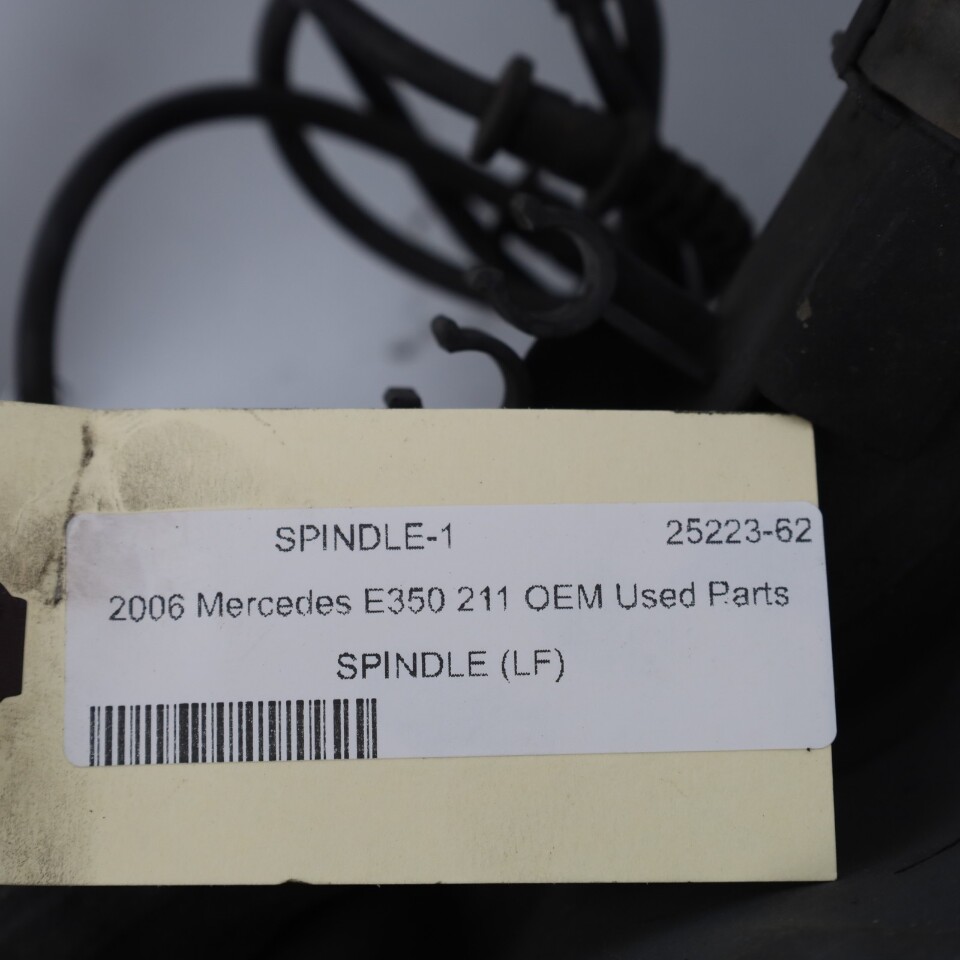 SPINDLE-1 25223-62
2006 Mercedes E350 211 OEM Used Parts
SPINDLE (LF)